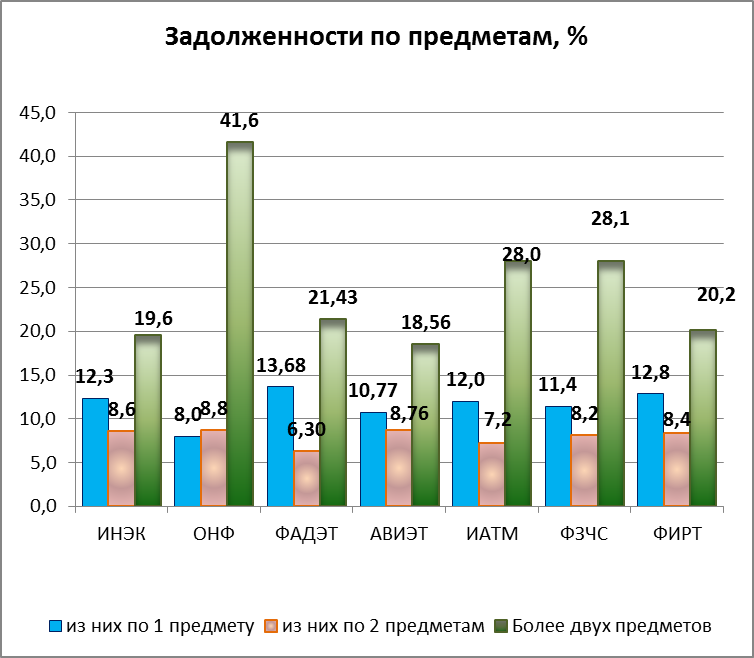 Задолженности по предметам, %
45,0
40,0
35,0
30,0
25,0
20,0
15,0
10,0
5,0
0,0
12,3 8,6 19,6
8,0 8,8 41,6
13,68 6,30 21,43
10,77 8,76 18,56
12,0 7,2 28,0
11,4 8,2 28,1
12,8 8,4 20,2
ИНЭК ОНФ ФАДЭТ АВИЭТ ИАТМ ФЗЧС ФИРТ
из них по 1 предмету из них по 2 предметам Более двух предметов